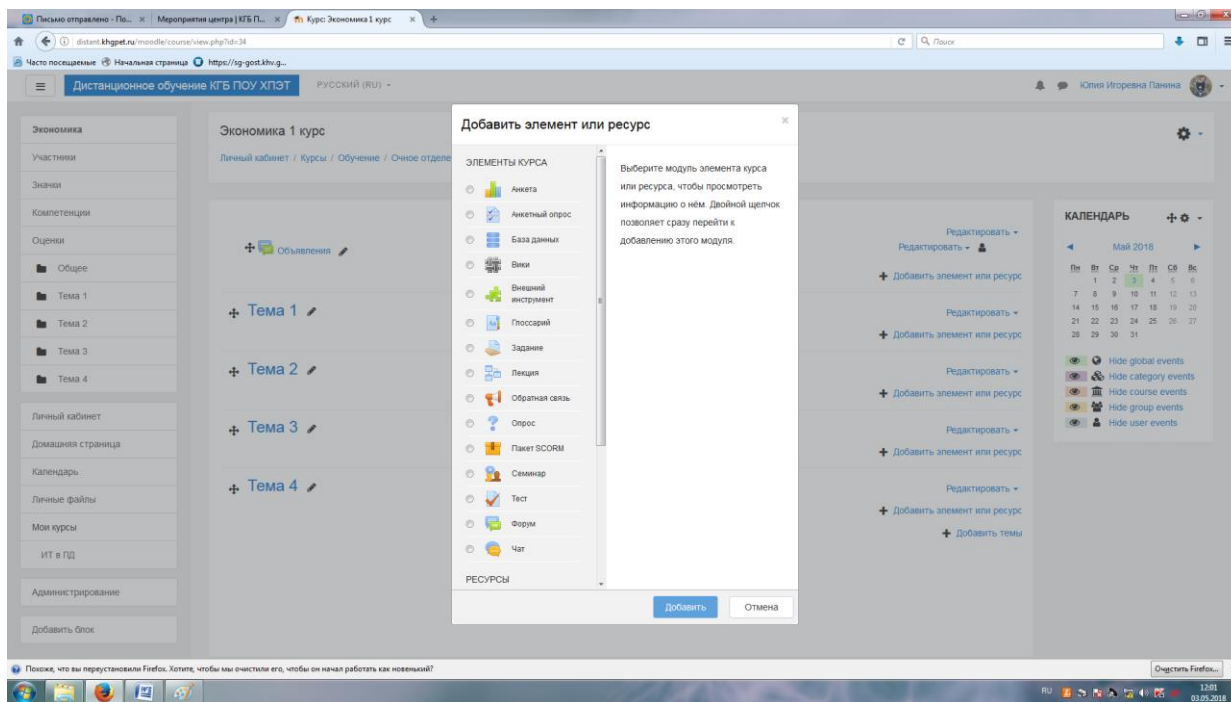 Письмо отправлено - По...
Мероприятия центра | КГБ П...
Курс: Экономика 1 курс
distant.khgpet.ru/moodle/course/view.php?id=34
Поиск
Часто посещаемые
Начальная страница
https://sg-gost.khv.g...
Дистанционное обучение КГБ ПОУ ХПЭТ
РУССКИЙ (RU)
Юлия Игоревна Панина
Экономика
Участники
Значки
Компетенции
Оценки
Общее
Тема 1
Тема 2
Тема 3
Тема 4
Личный кабинет
Домашняя страница
Календарь
Личные файлы
Мои курсы
ИТ в ПД
Администрирование
Добавить блок
Экономика 1 курс
Личный кабинет / Курсы / Обучение / Очное отделе
Объявления
Тема 1
Тема 2
Тема 3
Тема 4
Добавить элемент или ресурс
ЭЛЕМЕНТЫ КУРСА
Анкета
Анкетный опрос
База данных
Вики
Внешний
инструмент
Глоссарий
Задание
Лекция
Обратная связь
Опрос
Пакет SCORM
Семинар
Тест
Форум
Чат
РЕСУРСЫ
Выберите модуль элемента курса
или ресурса, чтобы просмотреть
информацию о нём. Двойной щелчок
позволяет сразу перейти к
добавлению этого модуля.
Добавить
Отмена
Редактировать
Редактировать
Добавить элемент или ресурс
Редактировать
Добавить элемент или ресурс
Редактировать
Добавить элемент или ресурс
Редактировать
Добавить элемент или ресурс
Редактировать
Добавить элемент или ресурс
Добавить темы
КАЛЕНДАРЬ
Май 2018
Пн Вт Ср Чт Пт Сб Вс
1 2 3 4 5 6
7 8 9 10 11 12 13
14 15 16 17 18 19 20
21 22 23 24 25 26 27
28 29 30 31
Hide global events
Hide category events
Hide course events
Hide group events
Hide user events
Похоже, что вы переустановили Firefox. Хотите, чтобы мы очистили его, чтобы он начал работать как новенький?
Очистить Firefox...
RU
12:01
03.05.2018